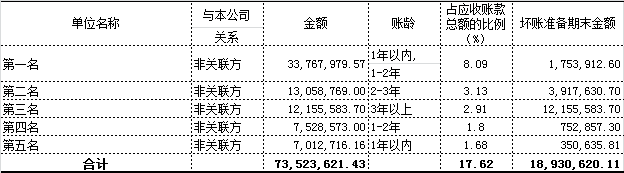 单位名称 与本公司关系 金额 账龄 占应收账款总额的比例（%） 坏账准备期末金额
第一名 非关联方 33,767,979.57 1年以内，1-2年 8.09 1,753,912.60
第二名 非关联方 13,058,769.00 2-3年 3.13 3,917,630.70
第三名 非关联方 12,155,583.70 3年以上 2.91 12,155,583.70
第四名 非关联方 7,528,573.00 1-2年 1.8 752,857.30
第五名 非关联方 7,012,716.16 1年以内 1.68 350,635.81
合计 73,523,621.43 17.62 18,930,620.11